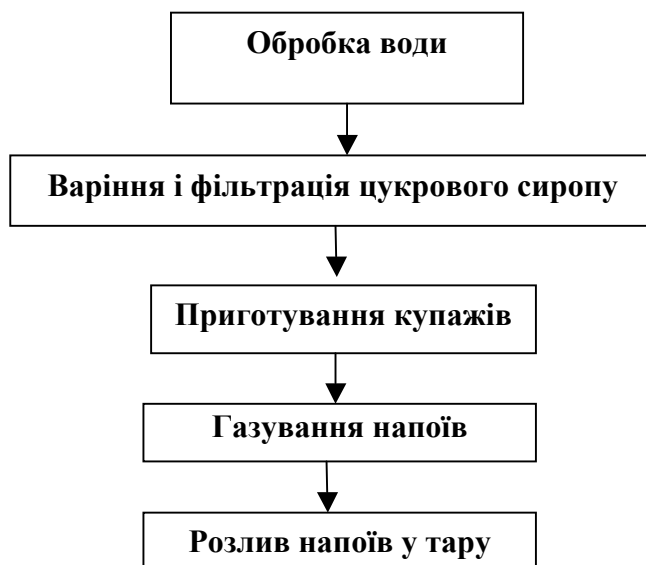 Обробка води
Варіння і фільтрація цукрового сиропу
Приготування купажів
Газування напоїв
Розлив напоїв у тару